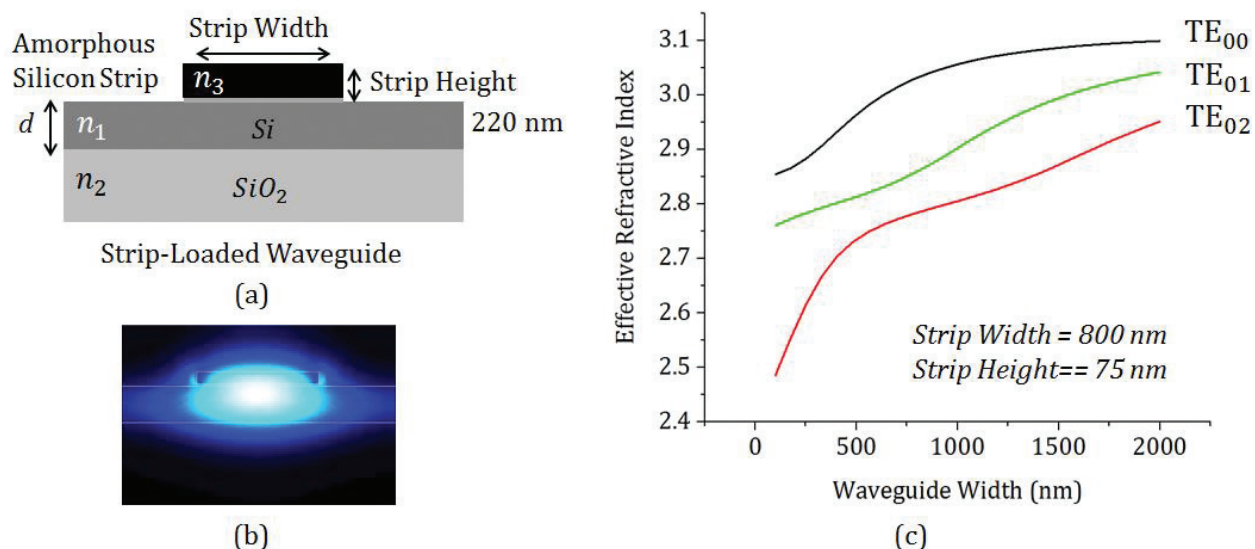 Strip Width
Amorphous
Silicon Strip
n₃
Strip Height
d
n₁
Si
220 nm
n₂
SiO₂
Strip-Loaded Waveguide
(a)
(b)
Effective Refractive Index
3.1
3.0
2.9
2.8
2.7
2.6
2.5
2.4
TE₀₀
TE₀₁
TE₀₂
Strip Width = 800 nm
Strip Height== 75 nm
0 500 1000 1500 2000
Waveguide Width (nm)
(c)